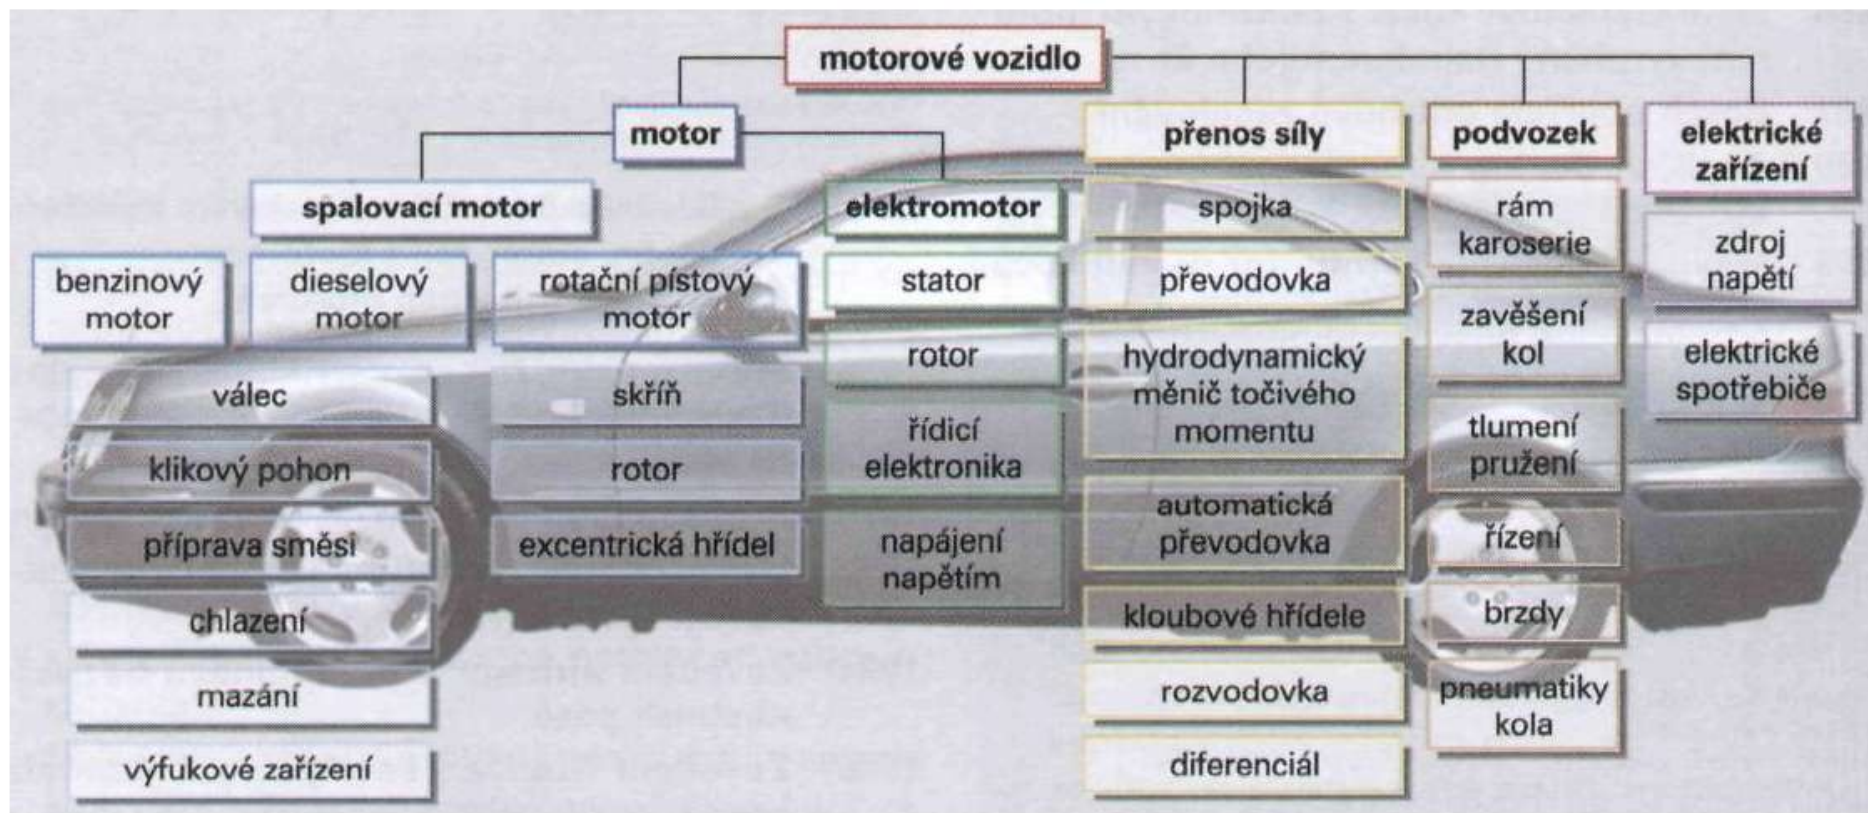 motorové vozidlo
motor
přenos síly
podvozek
elektrické
zařízení
spalovací motor
elektromotor
benzinový
motor
dieselový
motor
rotační pístový
motor
válec
klikový pohon
příprava směsi
chlazení
mazání
výfukové zařízení
skříň
rotor
excentrická hřídel
stator
rotor
řídicí
elektronika
napájení
napětím
spojka
převodovka
hydrodynamický
měnič točivého
momentu
automatická
převodovka
kloubové hřídele
rozvodovka
diferenciál
rám
karoserie
zavěšení
kol
tlumení
pružení
řízení
brzdy
pneumatiky
kola
zdroj
napětí
elektrické
spotřebiče